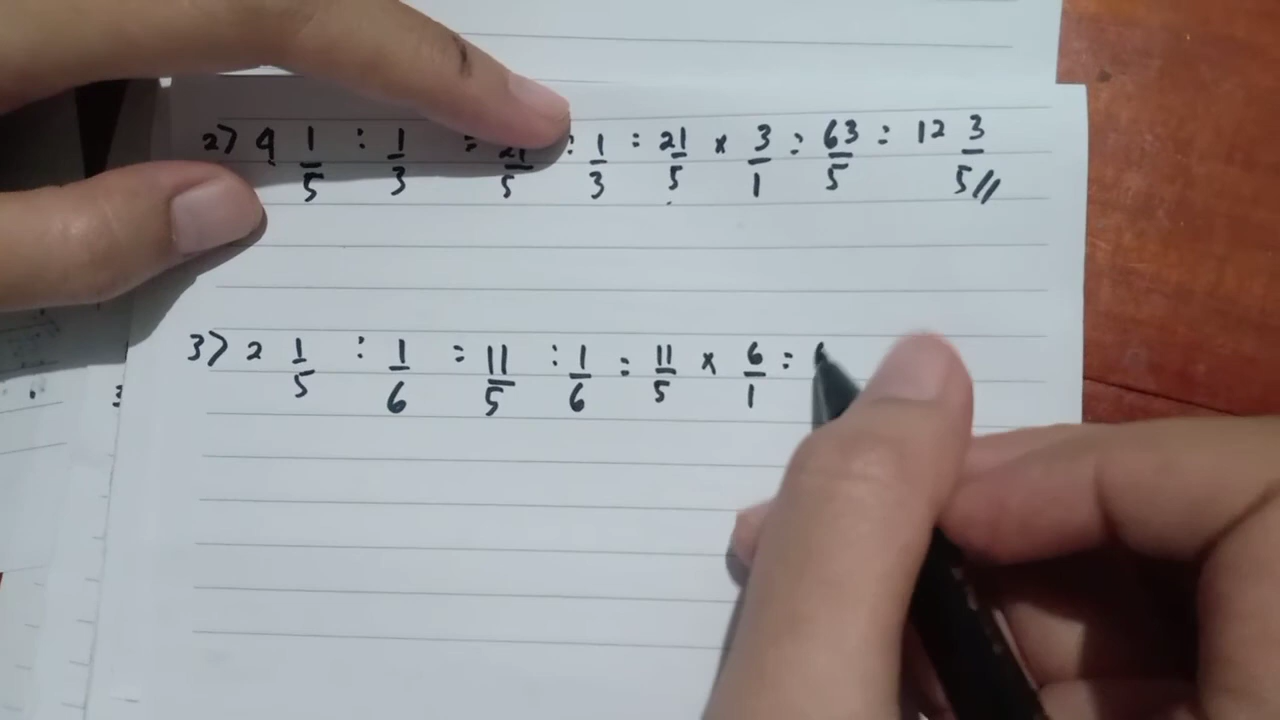 2) 4 1/5 : 1/3 = 21/5 : 1/3 = 21/5 × 3/1 = 63/5 = 12 3/5 //
3) 2 1/5 : 1/6 = 11/5 : 1/6 = 11/5 × 6/1 =